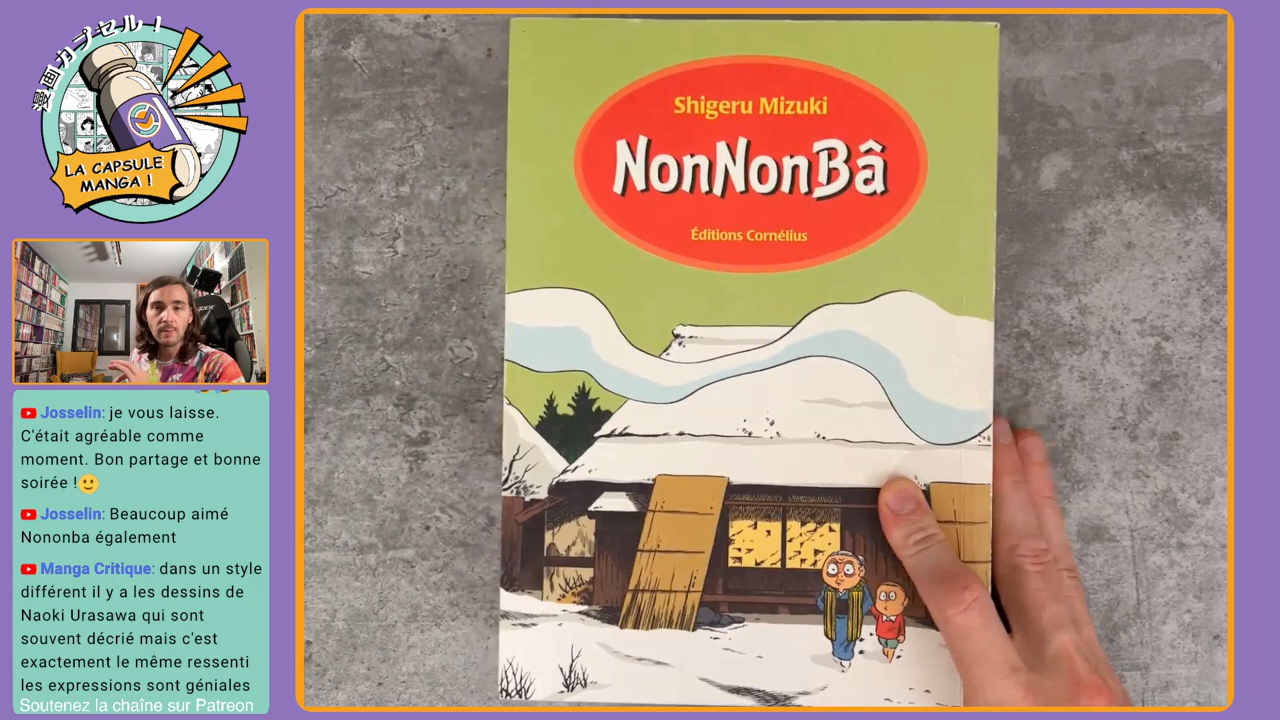 漫画カプセル！
LA CAPSULE
MANGA !
Shigeru Mizuki
NonNonBâ
Éditions Cornélius
Josselin: je vous laisse.
C'était agréable comme
moment. Bon partage et bonne
soirée !🙂
Josselin: Beaucoup aimé
Nononba également
Manga Critique: dans un style
différent il y a les dessins de
Naoki Urasawa qui sont
souvent décrié mais c'est
exactement le même ressenti
les expressions sont géniales
Soutenez la chaîne sur Patreon